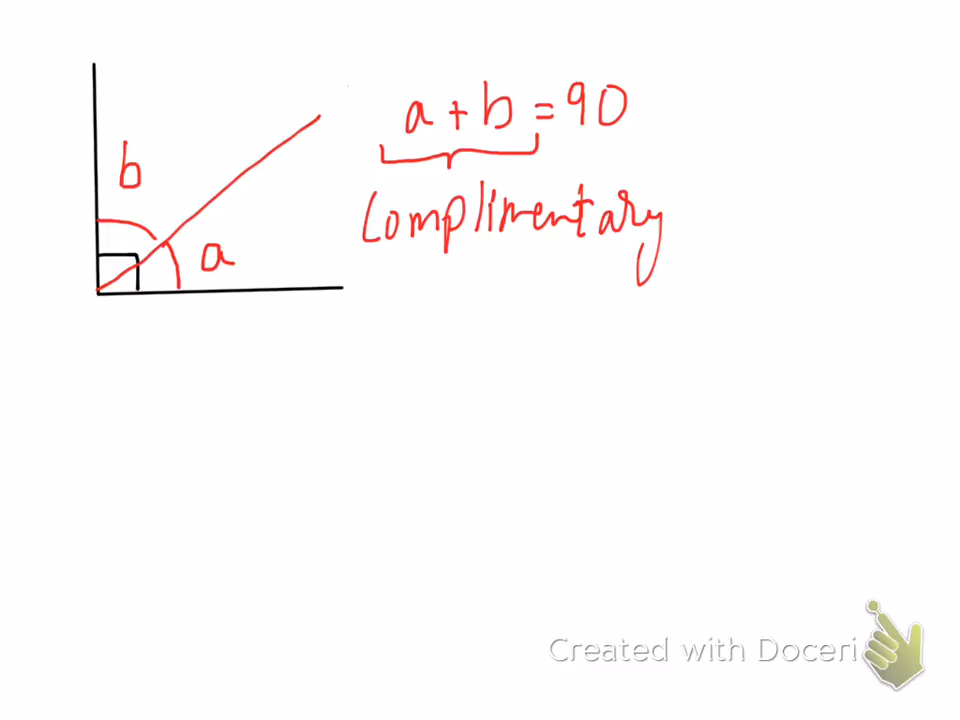 a + b = 90
b
complimentary
a
Created with Doceri